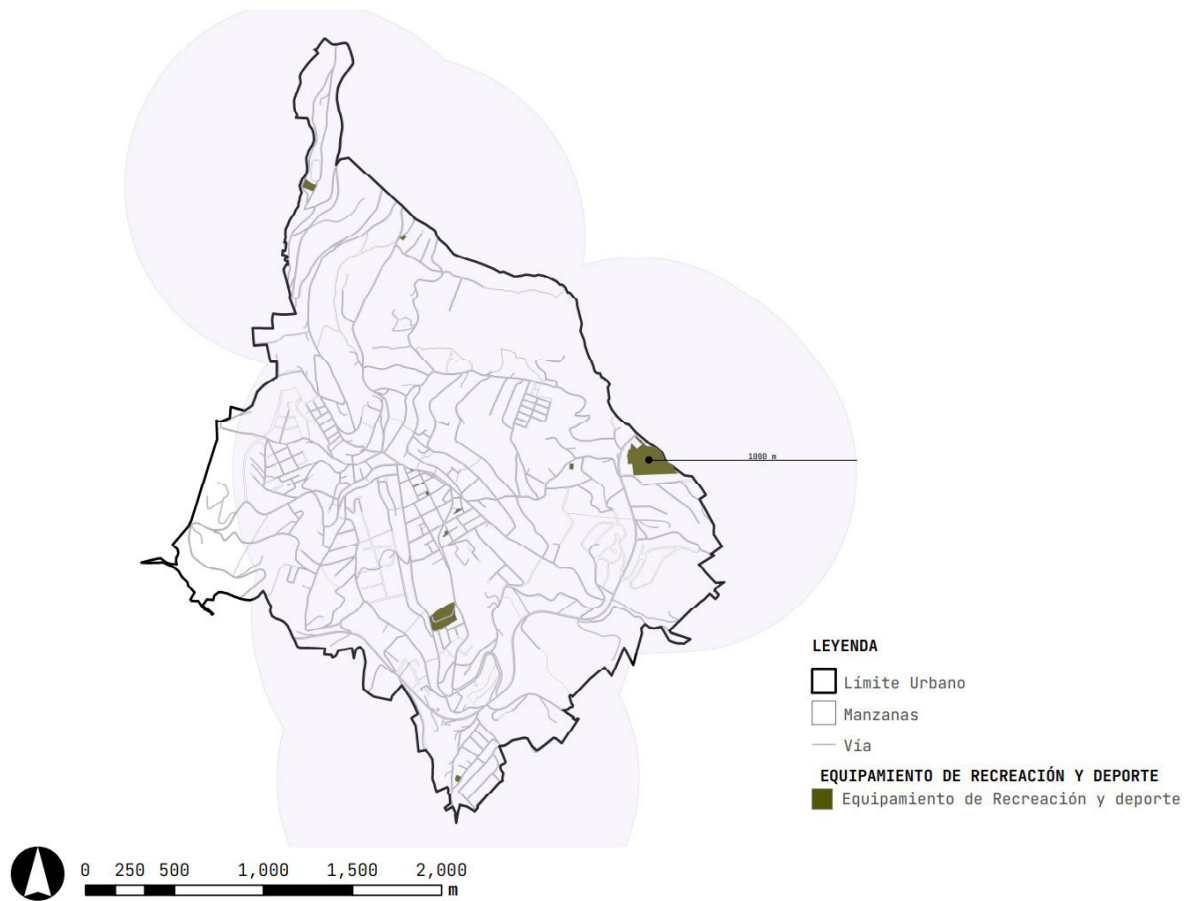 1000 m
LEYENDA
Límite Urbano
Manzanas
Vía
EQUIPAMIENTO DE RECREACIÓN Y DEPORTE
Equipamiento de Recreación y deporte
0 250 500 1,000 1,500 2,000
m